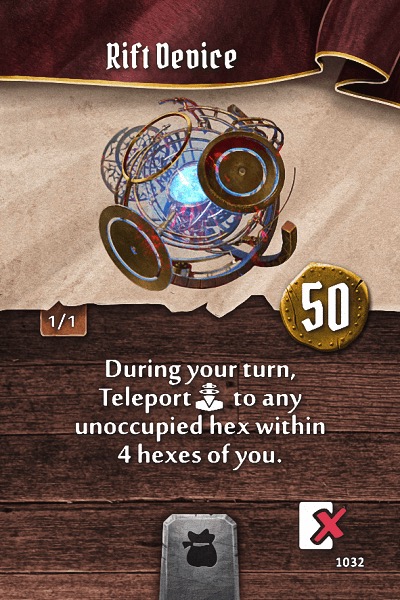 Rift Device
1/1
50
During your turn,
Teleport to any
unoccupied hex within
4 hexes of you.
1032